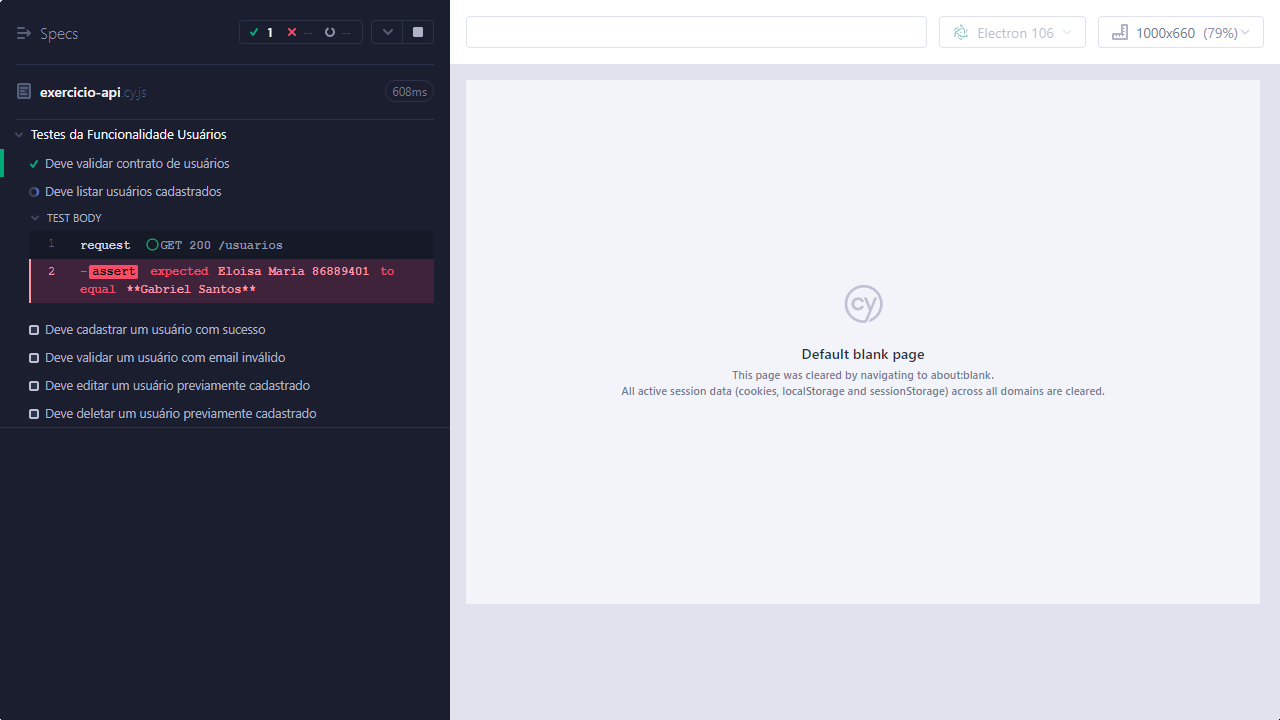 Specs
1
--
--
exercicio-api.cy.js
608ms
Testes da Funcionalidade Usuários
Deve validar contrato de usuários
Deve listar usuários cadastrados
TEST BODY
1 request GET 200 /usuarios
2 -assert expected Eloisa Maria 86889401 to
equal **Gabriel Santos**
Deve cadastrar um usuário com sucesso
Deve validar um usuário com email inválido
Deve editar um usuário previamente cadastrado
Deve deletar um usuário previamente cadastrado
Electron 106
1000x660 (79%)
cy
Default blank page
This page was cleared by navigating to about:blank.
All active session data (cookies, localStorage and sessionStorage) across all domains are cleared.